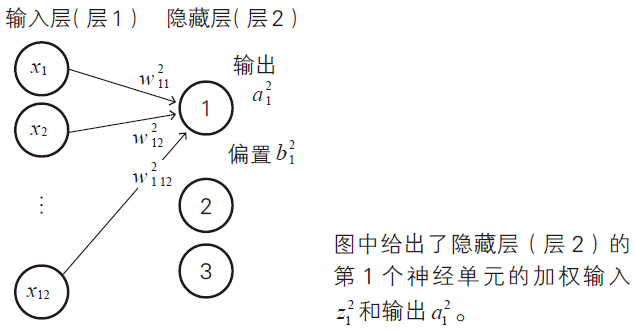 输入层（层1） 隐藏层（层2）
x₁
w²₁₁
输出
a²₁
1
x₂
w²₁₂
偏置 b²₁
w²₁ ₁₂
⋮
2
3
x₁₂
图中给出了隐藏层（层2）的
第1个神经单元的加权输入
z²₁和输出a²₁。